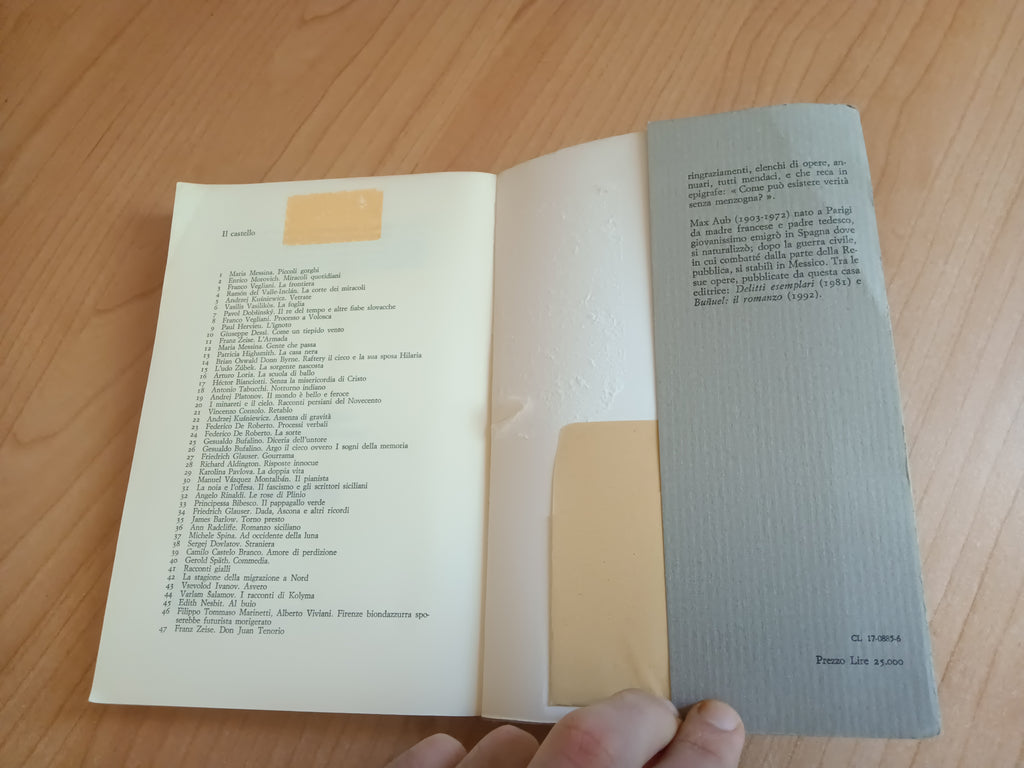 Il castello
1 Maria Messina. Piccoli gorghi
2 Enrico Morovich. Miracoli quotidiani
3 Franco Vegliani. La frontiera
4 Ramón del Valle-Inclán. La corte dei miracoli
5 Andrzej Kuśniewicz. Vetrate
6 Vasilis Vasilikòs. La foglia
7 Pavol Dobšinský. Il re del tempo e altre fiabe slovacche
8 Franco Vegliani. Processo a Volosca
9 Paul Hervieu. L'ignoto
10 Giuseppe Dessí. Come un tiepido vento
11 Franz Zeise. L'Armada
12 Maria Messina. Gente che passa
13 Patricia Highsmith. La casa nera
14 Brian Oswald Donn Byrne. Raftery il cieco e la sua sposa Hilaria
15 L'udo Zúbek. La sorgente nascosta
16 Arturo Loria. La scuola di ballo
17 Héctor Bianciotti. Senza la misericordia di Cristo
18 Antonio Tabucchi. Notturno indiano
19 Andrej Platonov. Il mondo è bello e feroce
20 I minareti e il cielo. Racconti persiani del Novecento
21 Vincenzo Consolo. Retablo
22 Andrzej Kuśniewicz. Assenza di gravità
23 Federico De Roberto. Processi verbali
24 Federico De Roberto. La sorte
25 Gesualdo Bufalino. Diceria dell'untore
26 Gesualdo Bufalino. Argo il cieco ovvero I sogni della memoria
27 Friedrich Glauser. Gourrama
28 Richard Aldington. Risposte innocue
29 Karolina Pavlova. La doppia vita
30 Manuel Vázquez Montalbán. Il pianista
31 La noia e l'offesa. Il fascismo e gli scrittori siciliani
32 Angelo Rinaldi. Le rose di Plinio
33 Principessa Bibesco. Il pappagallo verde
34 Friedrich Glauser. Dada, Ascona e altri ricordi
35 James Barlow. Torno presto
36 Ann Radcliffe. Romanzo siciliano
37 Michele Spina. Ad occidente della luna
38 Sergej Dovlatov. Straniera
39 Camilo Castelo Branco. Amore di perdizione
40 Gerold Späth. Commedia.
41 Racconti gialli
42 La stagione della migrazione a Nord
43 Vsevolod Ivanov. Asvero
44 Varlam Šalamov. I racconti di Kolyma
45 Edith Nesbit. Al buio
46 Filippo Tommaso Marinetti, Alberto Viviani. Firenze biondazzurra spo-
serebbe futurista morigerato
47 Franz Zeise. Don Juan Tenorio
ringraziamenti, elenchi di opere, an-
nuari, tutti mendaci, e che reca in
epigrafe: « Come può esistere verità
senza menzogna? ».
Max Aub (1903-1972) nato a Parigi
da madre francese e padre tedesco,
giovanissimo emigrò in Spagna dove
si naturalizzò; dopo la guerra civile,
in cui combatté dalla parte della Re-
pubblica, si stabilì in Messico. Tra le
sue opere, pubblicate da questa casa
editrice: Delitti esemplari (1981) e
Buñuel: il romanzo (1992).
CL 17-0885-6
Prezzo Lire 25.000